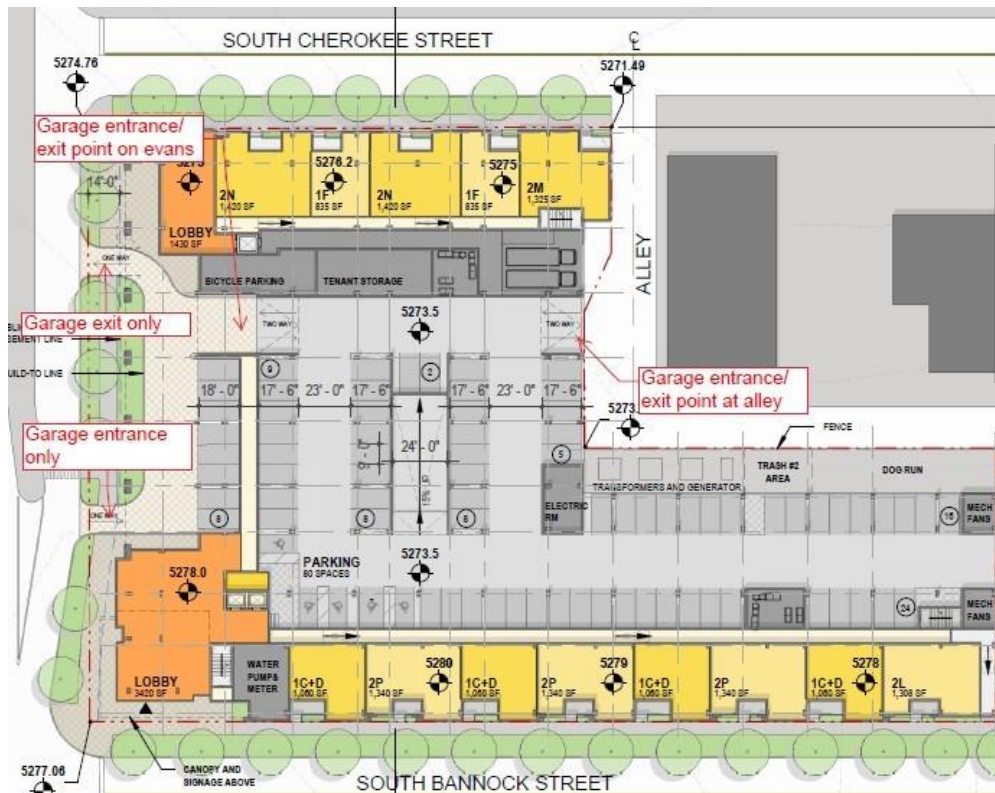 SOUTH CHEROKEE STREET
5274.76
5271.49
Garage entrance/
exit point on evans
5276.2
5275
14'-0"
2N
1,420 SF
1F
835 SF
2N
1,420 SF
1F
835 SF
2M
1,325 SF
LOBBY
1430 SF
ONE WAY
BICYCLE PARKING
TENANT STORAGE
ALLEY
Garage exit only
TWO WAY
5273.5
TWO WAY
BUILD-TO LINE
9
2
Garage entrance/
exit point at alley
18' - 0"
17' - 6"
23' - 0"
17' - 6"
17' - 6"
23' - 0"
17' - 6"
Garage entrance
only
24' - 0"
FENCE
5
TRANSFORMERS AND GENERATOR
TRASH #2
AREA
DOG RUN
15% UP
ELECTRIC
RM
ONE WAY
8
8
8
MECH
FANS
5278.0
PARKING
60 SPACES
5273.5
24
MECH
FANS
LOBBY
3420 SF
WATER
PUMP&
METER
5280
5279
5278
1C+D
1,060 SF
2P
1,340 SF
1C+D
1,060 SF
2P
1,340 SF
1C+D
1,060 SF
2P
1,340 SF
1C+D
1,060 SF
2L
1,308 SF
5277.06
CANOPY AND
SIGNAGE ABOVE
SOUTH BANNOCK STREET